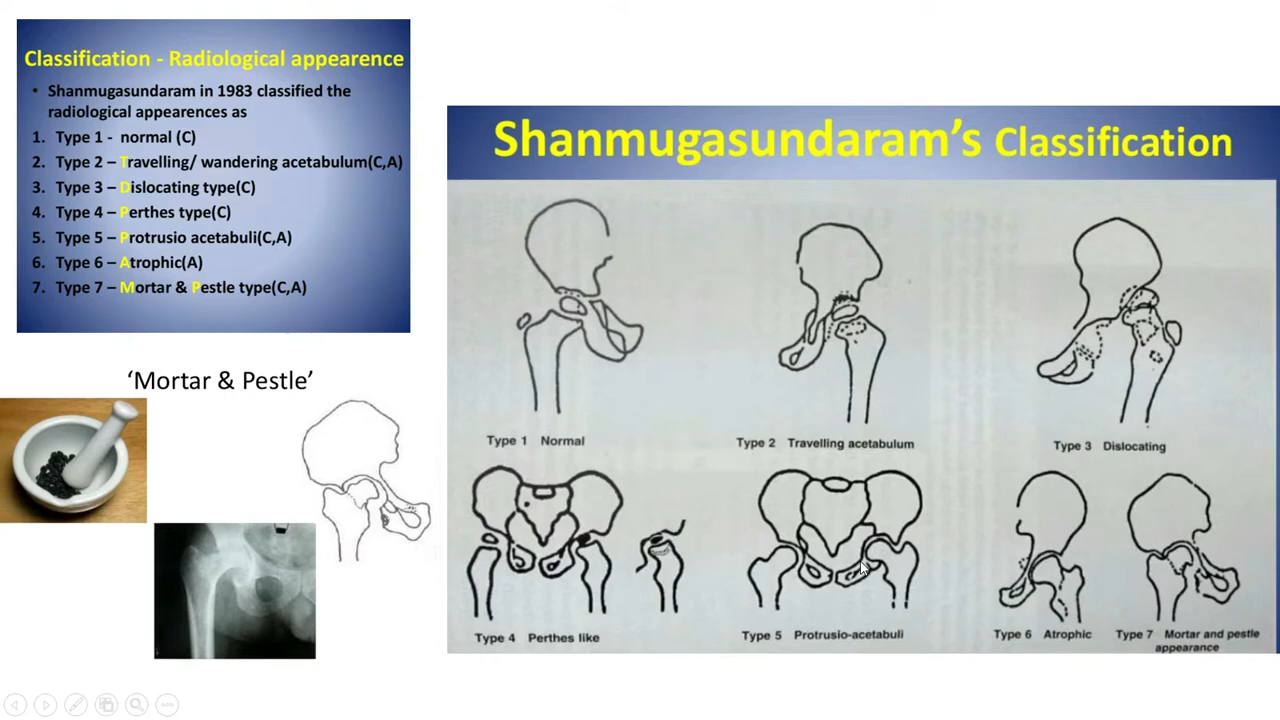 Classification - Radiological appearence
• Shanmugasundaram in 1983 classified the
radiological appearences as
1. Type 1 - normal (C)
2. Type 2 – Travelling/ wandering acetabulum(C,A)
3. Type 3 – Dislocating type(C)
4. Type 4 – Perthes type(C)
5. Type 5 – Protrusio acetabuli(C,A)
6. Type 6 – Atrophic(A)
7. Type 7 – Mortar & Pestle type(C,A)
‘Mortar & Pestle’
Shanmugasundaram’s Classification
Type 1 Normal
Type 2 Travelling acetabulum
Type 3 Dislocating
Type 4 Perthes like
Type 5 Protrusio-acetabuli
Type 6 Atrophic
Type 7 Mortar and pestle
appearance